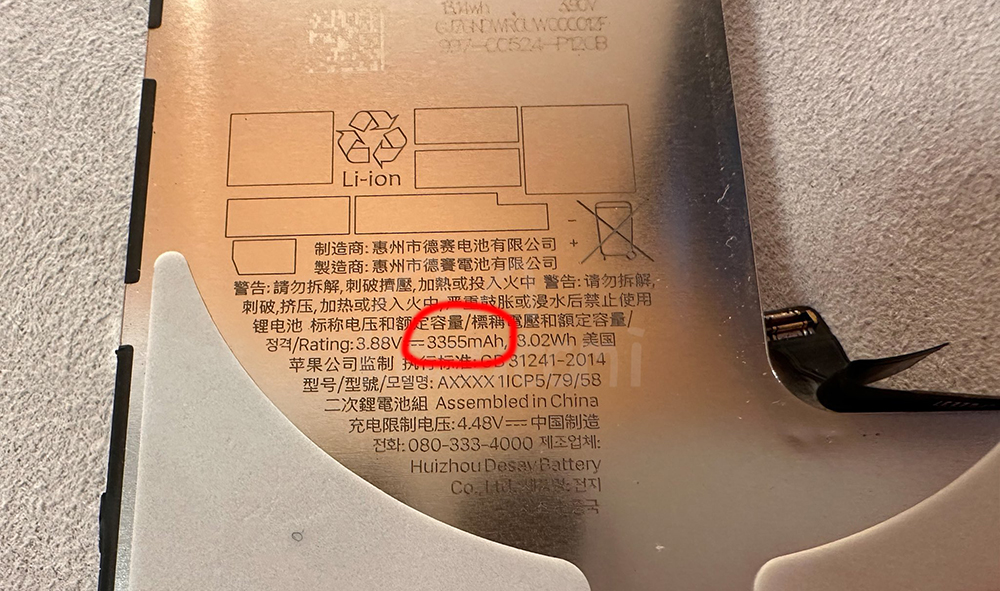 Li-ion
制造商: 惠州市德赛电池有限公司
製造商: 惠州市德賽電池有限公司
警告: 請勿拆解, 刺破擠壓, 加熱或投入火中 警告: 请勿拆解,
刺破, 挤压, 加热或投入火中, 严重鼓胀或浸水后禁止使用
锂电池 标称电压和额定容量/標稱電壓和額定容量/
정격/Rating: 3.88V⎓3355mAh, 3.02Wh 美国
苹果公司监制 执行标准: 31241-2014
型号/型號/모델명: AXXXX 1ICP5/79/58
二次鋰電池組 Assembled in China
充电限制电压: 4.48V⎓ 中国制造
전화: 080-333-4000 제조업체:
Huizhou Desay Battery
Co., Ltd. 전지